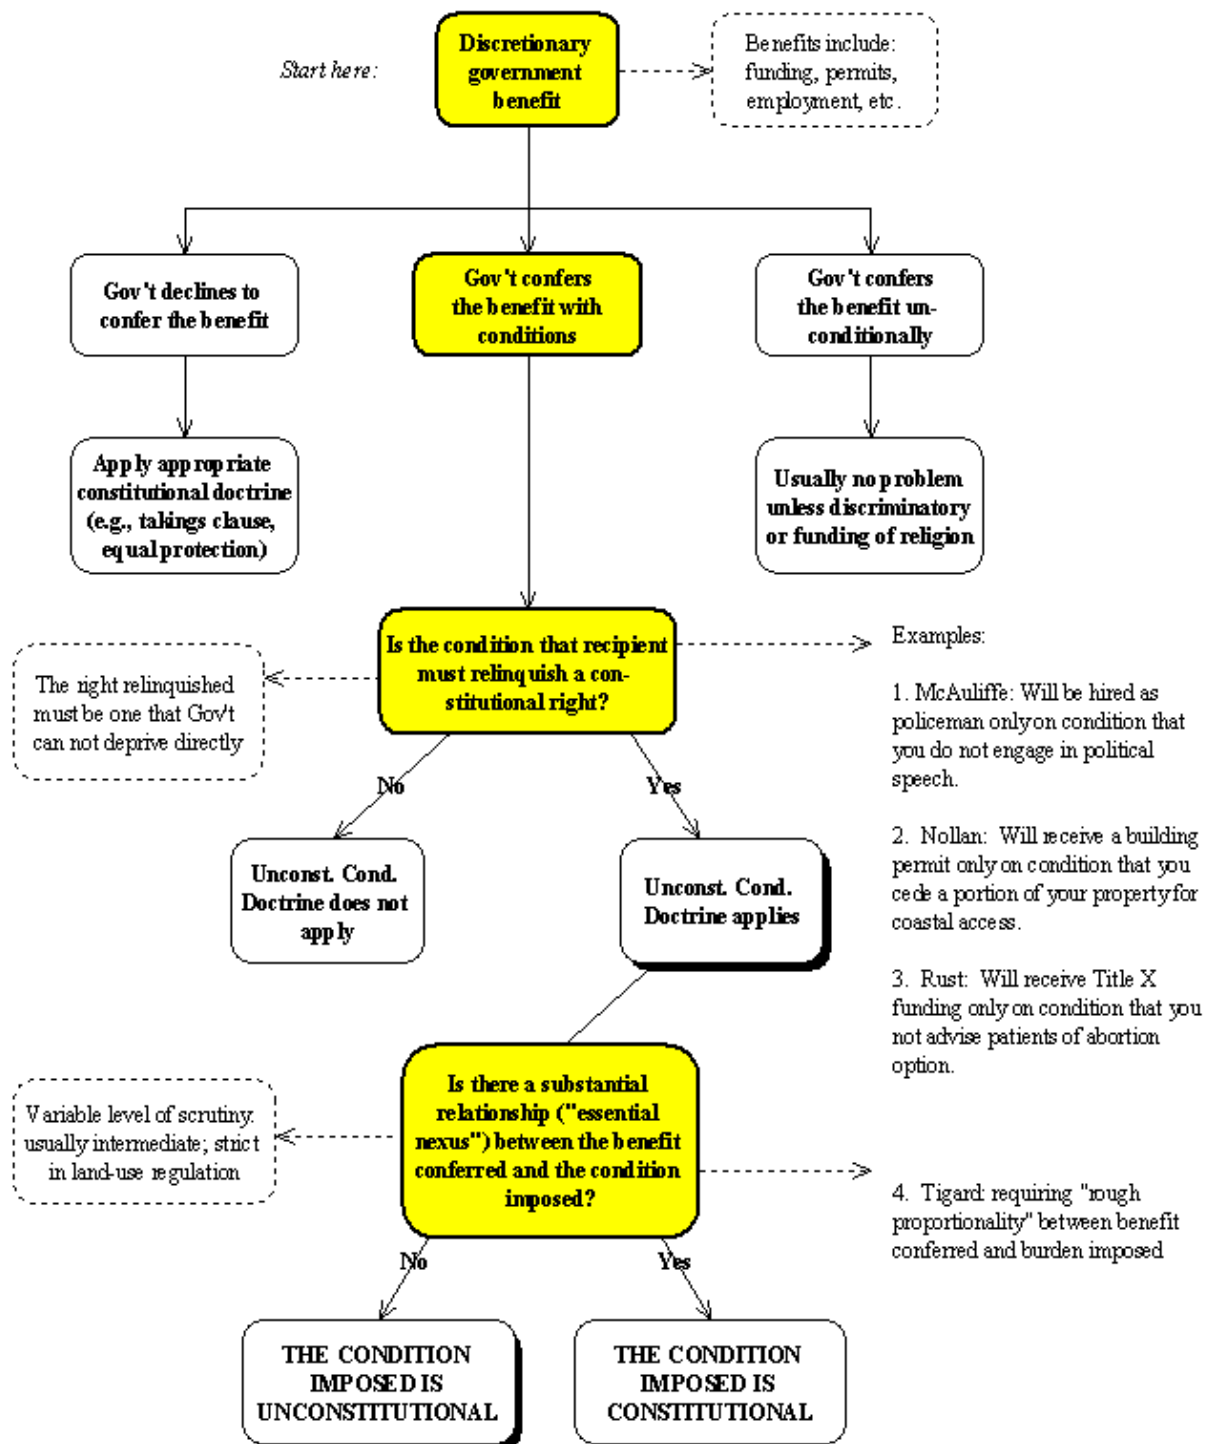 Start here:
Discretionary
government
benefit
Benefits include:
funding, permits,
employment, etc.
Gov't declines to
confer the benefit
Gov't confers
the benefit with
conditions
Gov't confers
the benefit un-
conditionally
Apply appropriate
constitutional doctrine
(e.g., takings clause,
equal protection)
Usually no problem
unless discriminatory
or funding of religion
Is the condition that recipient
must relinquish a con-
stitutional right?
The right relinquished
must be one that Gov't
can not deprive directly
Examples:
1. McAuliffe: Will be hired as
policeman only on condition that
you do not engage in political
speech.
No
Yes
Unconst. Cond.
Doctrine does not
apply
Unconst. Cond.
Doctrine applies
2. Nollan: Will receive a building
permit only on condition that you
cede a portion of your property for
coastal access.
3. Rust: Will receive Title X
funding only on condition that you
not advise patients of abortion
option.
Is there a substantial
relationship ("essential
nexus") between the benefit
conferred and the condition
imposed?
Variable level of scrutiny:
usually intermediate; strict
in land-use regulation
4. Tigard: requiring "rough
proportionality" between benefit
conferred and burden imposed
No
Yes
THE CONDITION
IMPOSED IS
UNCONSTITUTIONAL
THE CONDITION
IMPOSED IS
CONSTITUTIONAL